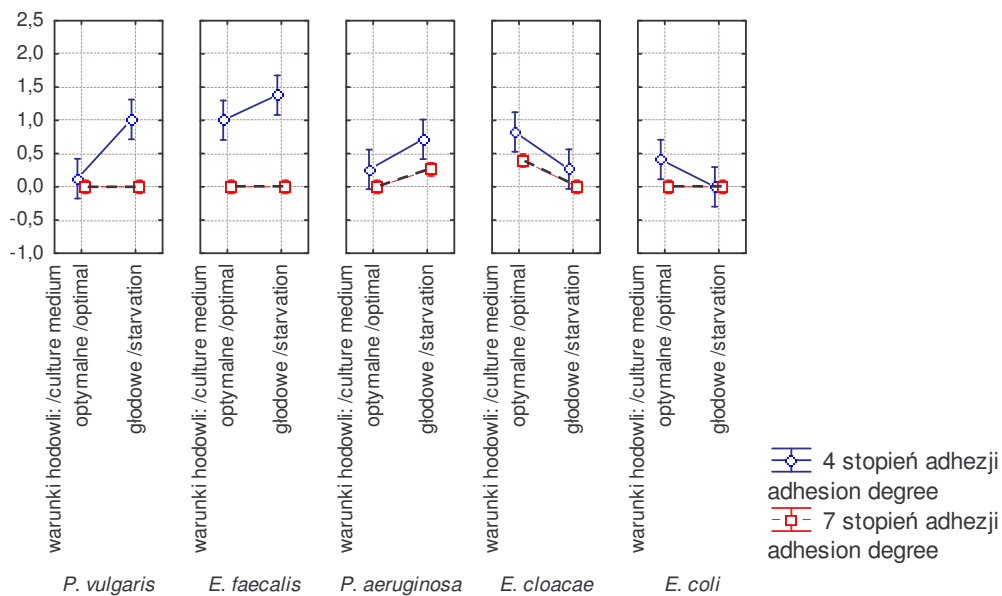 2,5
2,0
1,5
1,0
0,5
0,0
-0,5
-1,0
warunki hodowli: /culture medium
optymalne /optimal
głodowe /starvation
warunki hodowli: /culture medium
optymalne /optimal
głodowe /starvation
warunki hodowli: /culture medium
optymalne /optimal
głodowe /starvation
warunki hodowli: /culture medium
optymalne /optimal
głodowe /starvation
warunki hodowli: /culture medium
optymalne /optimal
głodowe /starvation
P. vulgaris
E. faecalis
P. aeruginosa
E. cloacae
E. coli
4 stopień adhezji
adhesion degree
7 stopień adhezji
adhesion degree